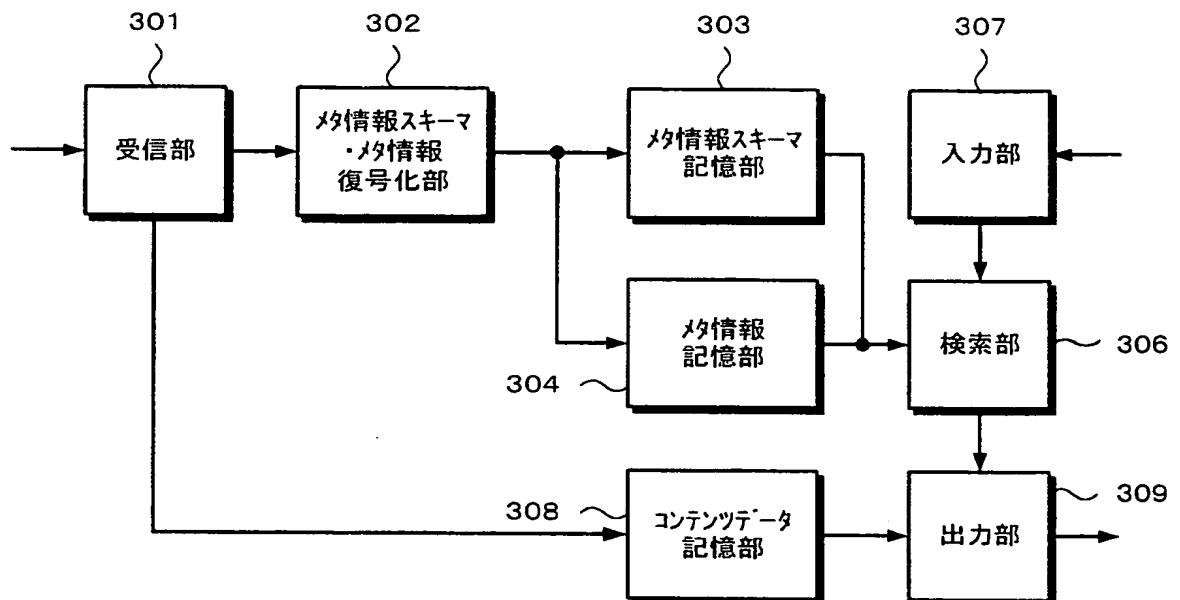 301
302
303
307
受信部
メタ情報スキーマ
・メタ情報
復号化部
メタ情報スキーマ
記憶部
入力部
メタ情報
記憶部
304
検索部
306
308
コンテンツデータ
記憶部
出力部
309